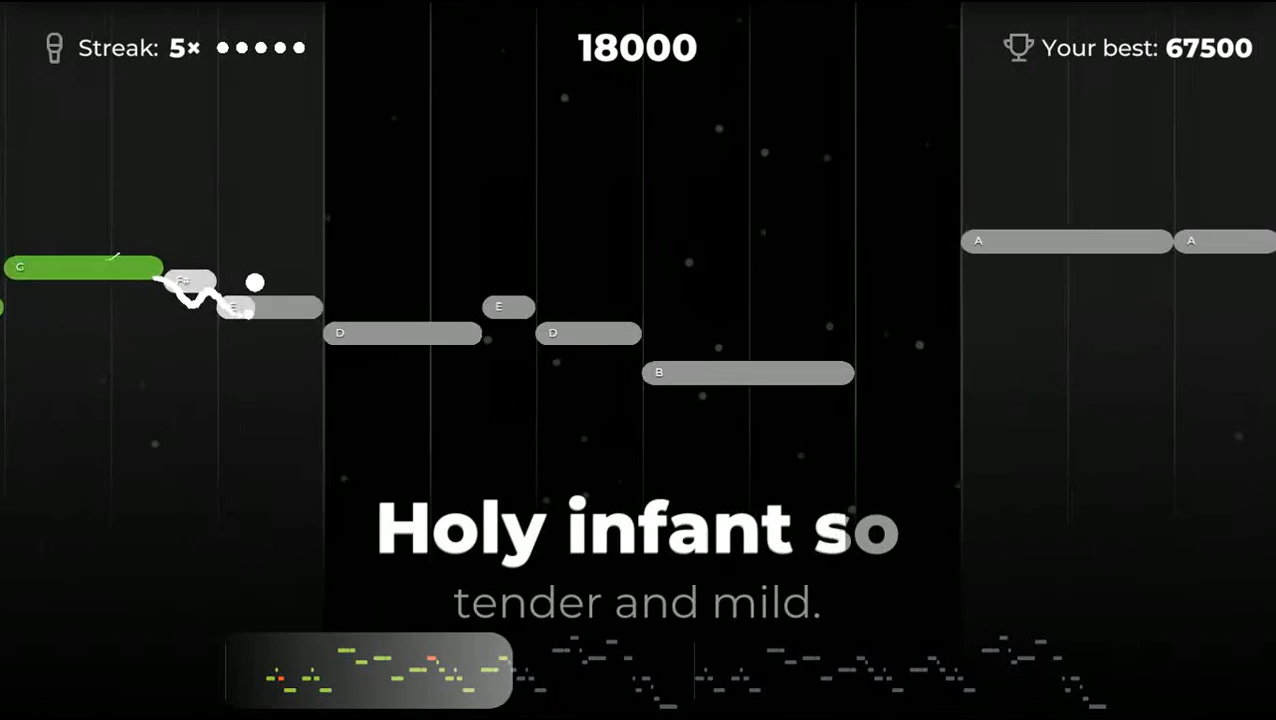 Streak: 5×
18000
Your best: 67500
A
A
G
F#
E
E
D
D
B
Holy infant so
tender and mild.